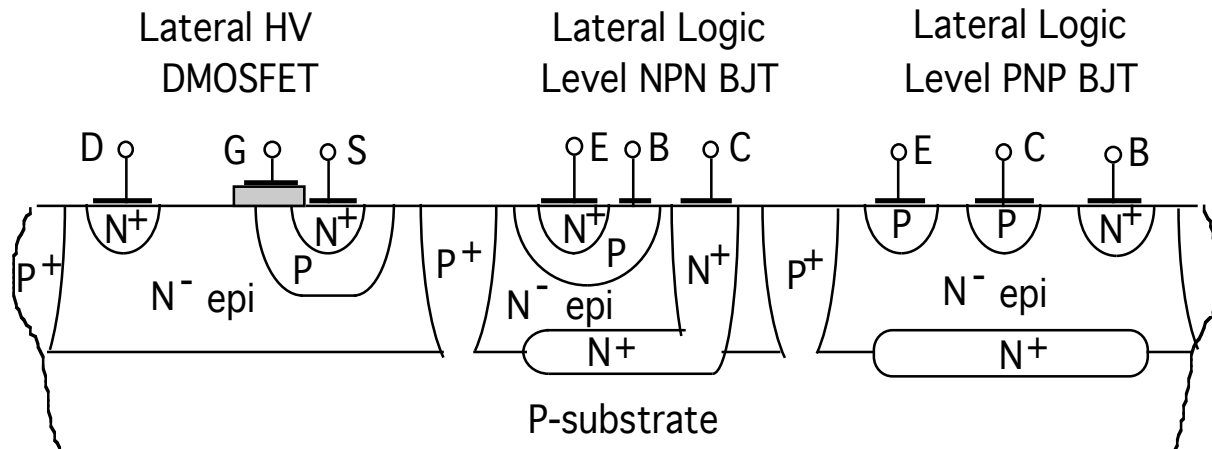 Lateral HV
DMOSFET
Lateral Logic
Level NPN BJT
Lateral Logic
Level PNP BJT
D
G
S
E
B
C
E
C
B
N+
N+
P
P+
N- epi
P+
N+
P
N+
N- epi
N+
P+
P
P
N+
N- epi
N+
P-substrate